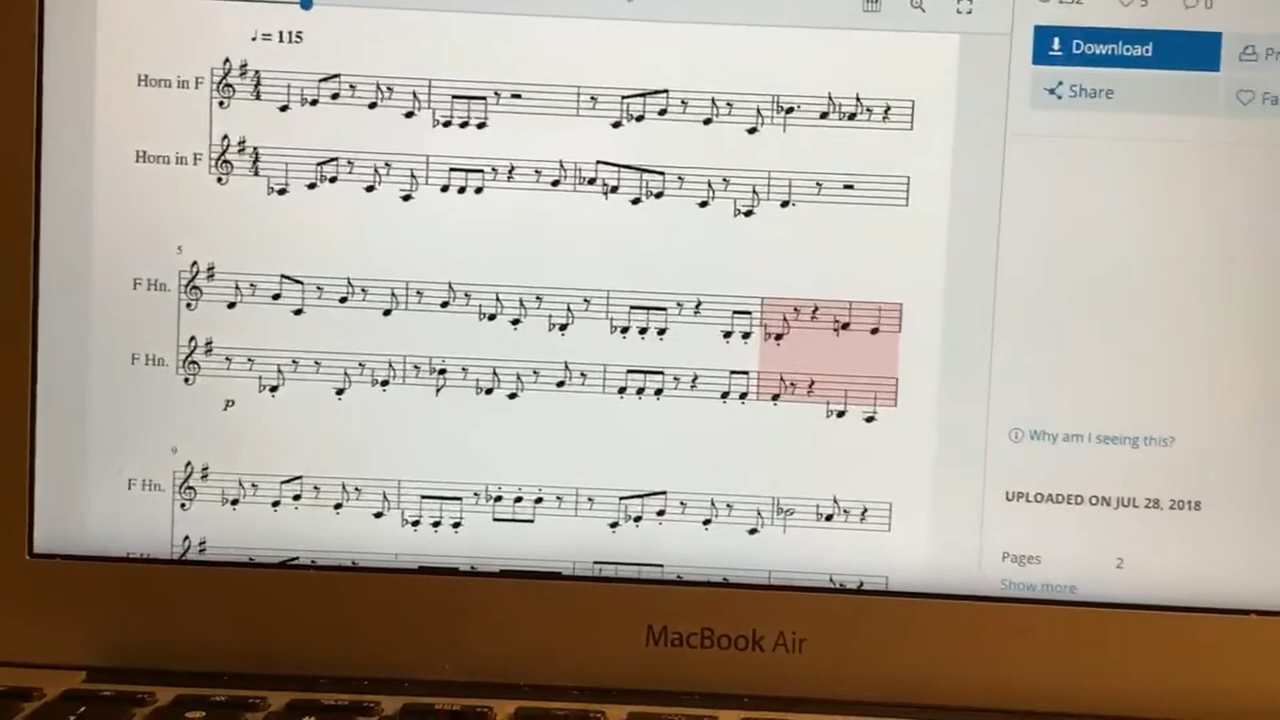 ♩ = 115
Download
Share
Horn in F
Horn in F
5
F Hn.
F Hn.
p
Why am I seeing this?
9
F Hn.
UPLOADED ON JUL 28, 2018
Pages 2
Show more
MacBook Air